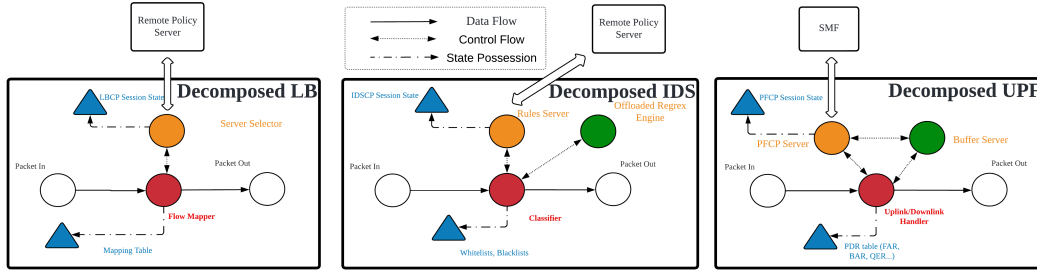 Remote Policy
Server
Data Flow
Control Flow
State Possession
Remote Policy
Server
SMF
Decomposed LB
LBCP Session State
Server Selector
Packet In
Packet Out
Flow Mapper
Mapping Table
Decomposed IDS
IDSCP Session State
Rules Server
Offloaded Regrex
Engine
Packet In
Packet Out
Classifier
Whitelists, Blacklists
Decomposed UPF
PFCP Session State
PFCP Server
Buffer Server
Packet In
Packet Out
Uplink/Downlink
Handler
PDR table (FAR,
BAR, QER...)